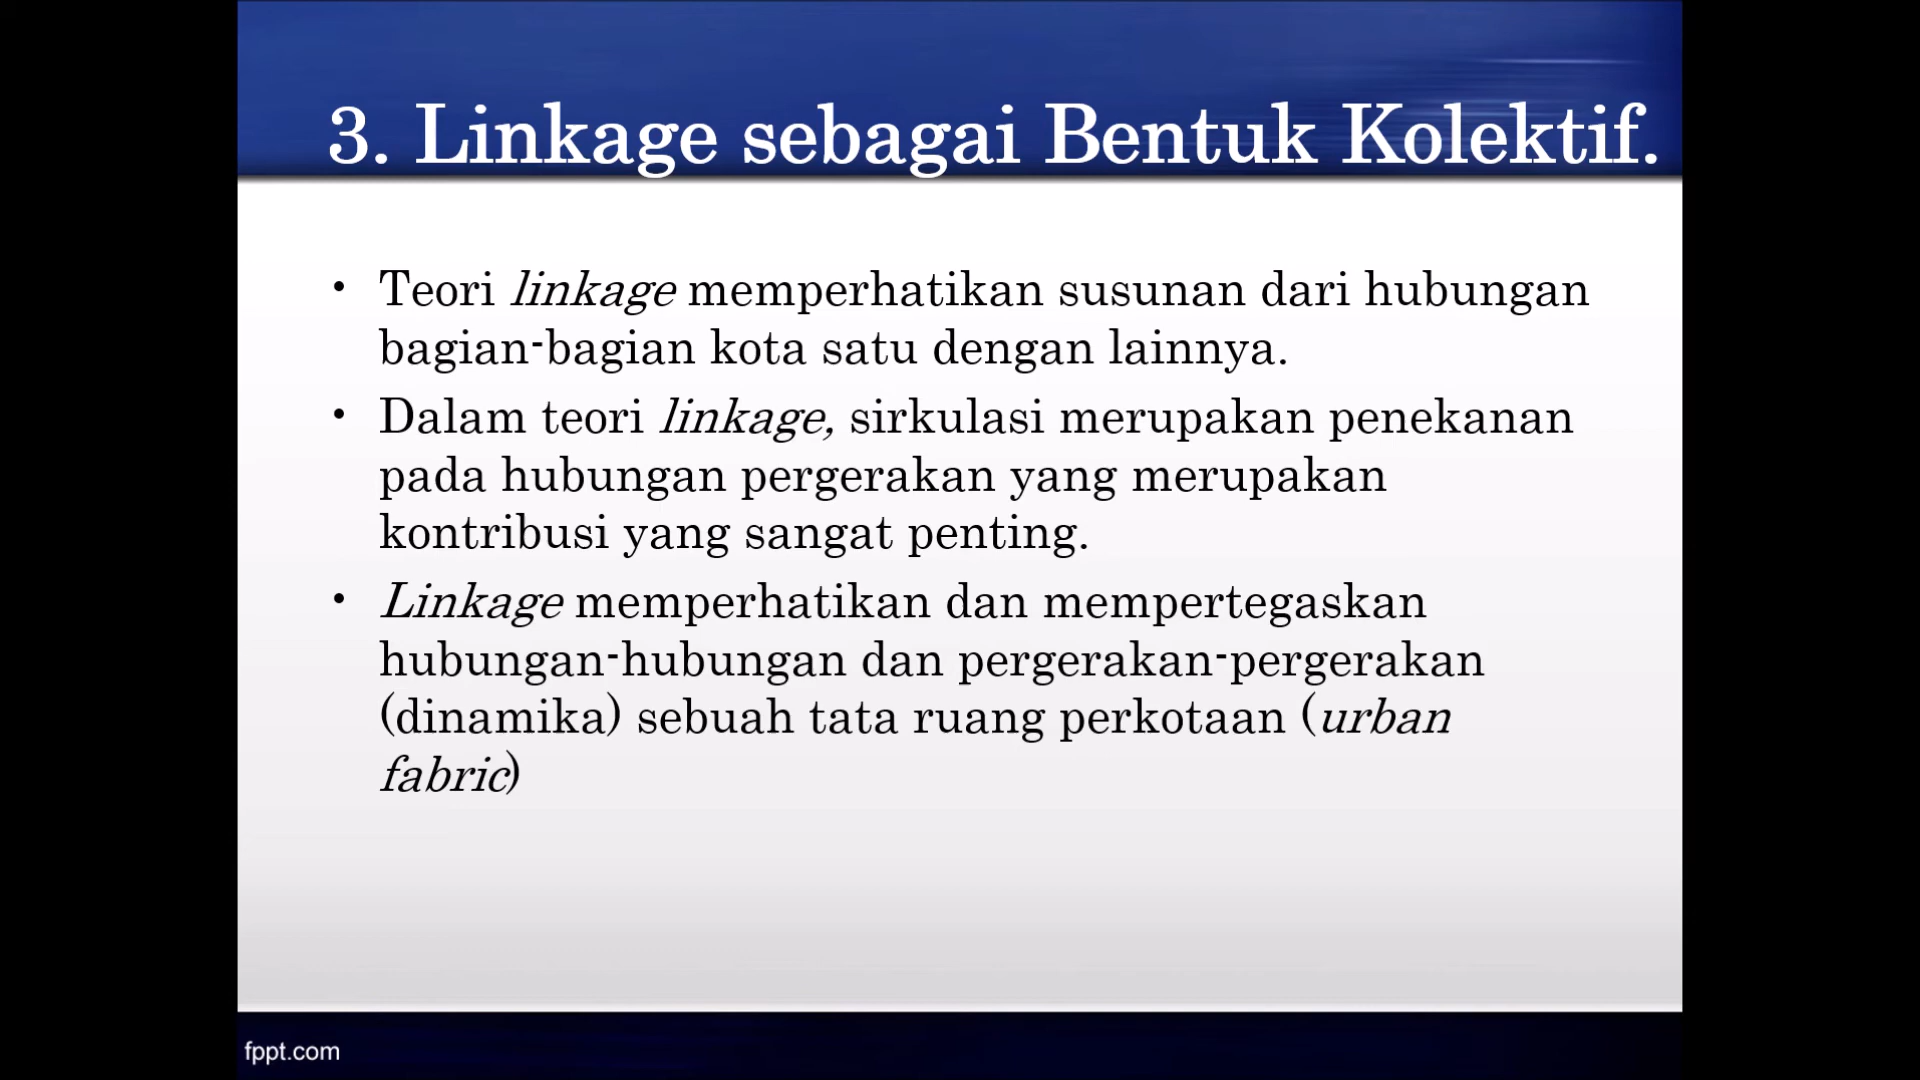 3. Linkage sebagai Bentuk Kolektif.
• Teori linkage memperhatikan susunan dari hubungan
bagian-bagian kota satu dengan lainnya.
• Dalam teori linkage, sirkulasi merupakan penekanan
pada hubungan pergerakan yang merupakan
kontribusi yang sangat penting.
• Linkage memperhatikan dan mempertegaskan
hubungan-hubungan dan pergerakan-pergerakan
(dinamika) sebuah tata ruang perkotaan (urban
fabric)
fppt.com